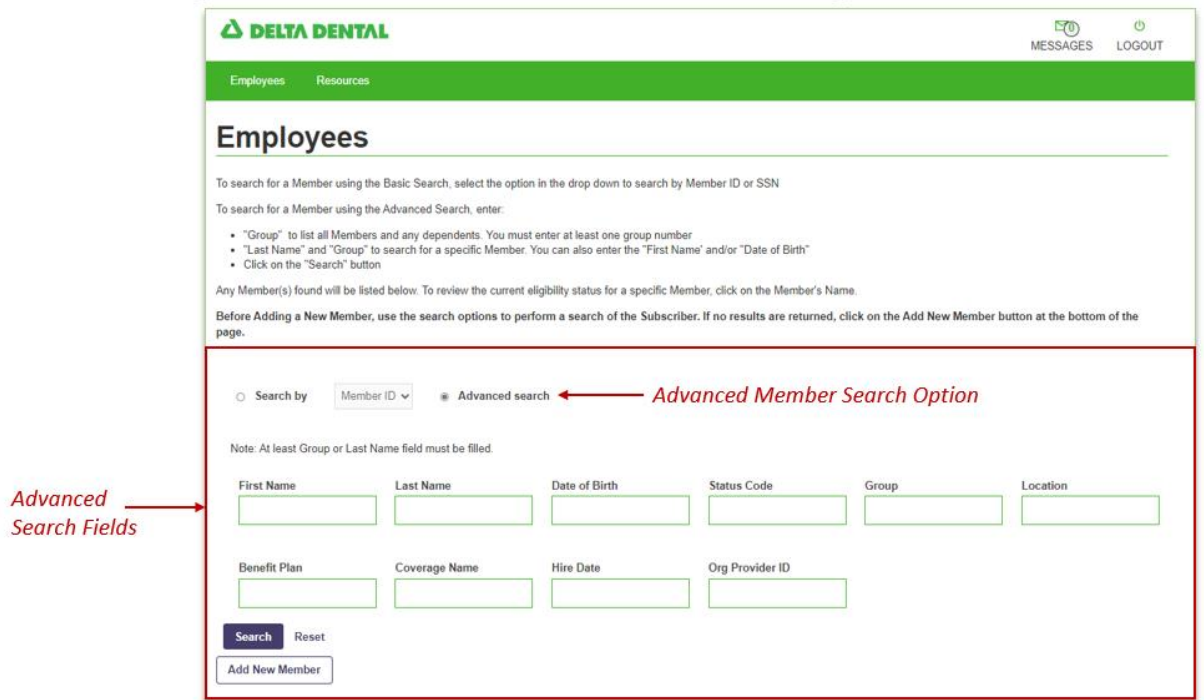 DELTA DENTAL
0
MESSAGES LOGOUT
Employees Resources
Employees
To search for a Member using the Basic Search, select the option in the drop down to search by Member ID or SSN
To search for a Member using the Advanced Search, enter:
• "Group" to list all Members and any dependents. You must enter at least one group number
• "Last Name" and "Group" to search for a specific Member. You can also enter the "First Name' and/or "Date of Birth"
• Click on the "Search" button
Any Member(s) found will be listed below. To review the current eligibility status for a specific Member, click on the Member's Name.
Before Adding a New Member, use the search options to perform a search of the Subscriber. If no results are returned, click on the Add New Member button at the bottom of the
page.
Search by Member ID Advanced search Advanced Member Search Option
Note: At least Group or Last Name field must be filled.
Advanced
Search Fields
First Name Last Name Date of Birth Status Code Group Location
Benefit Plan Coverage Name Hire Date Org Provider ID
Search Reset
Add New Member